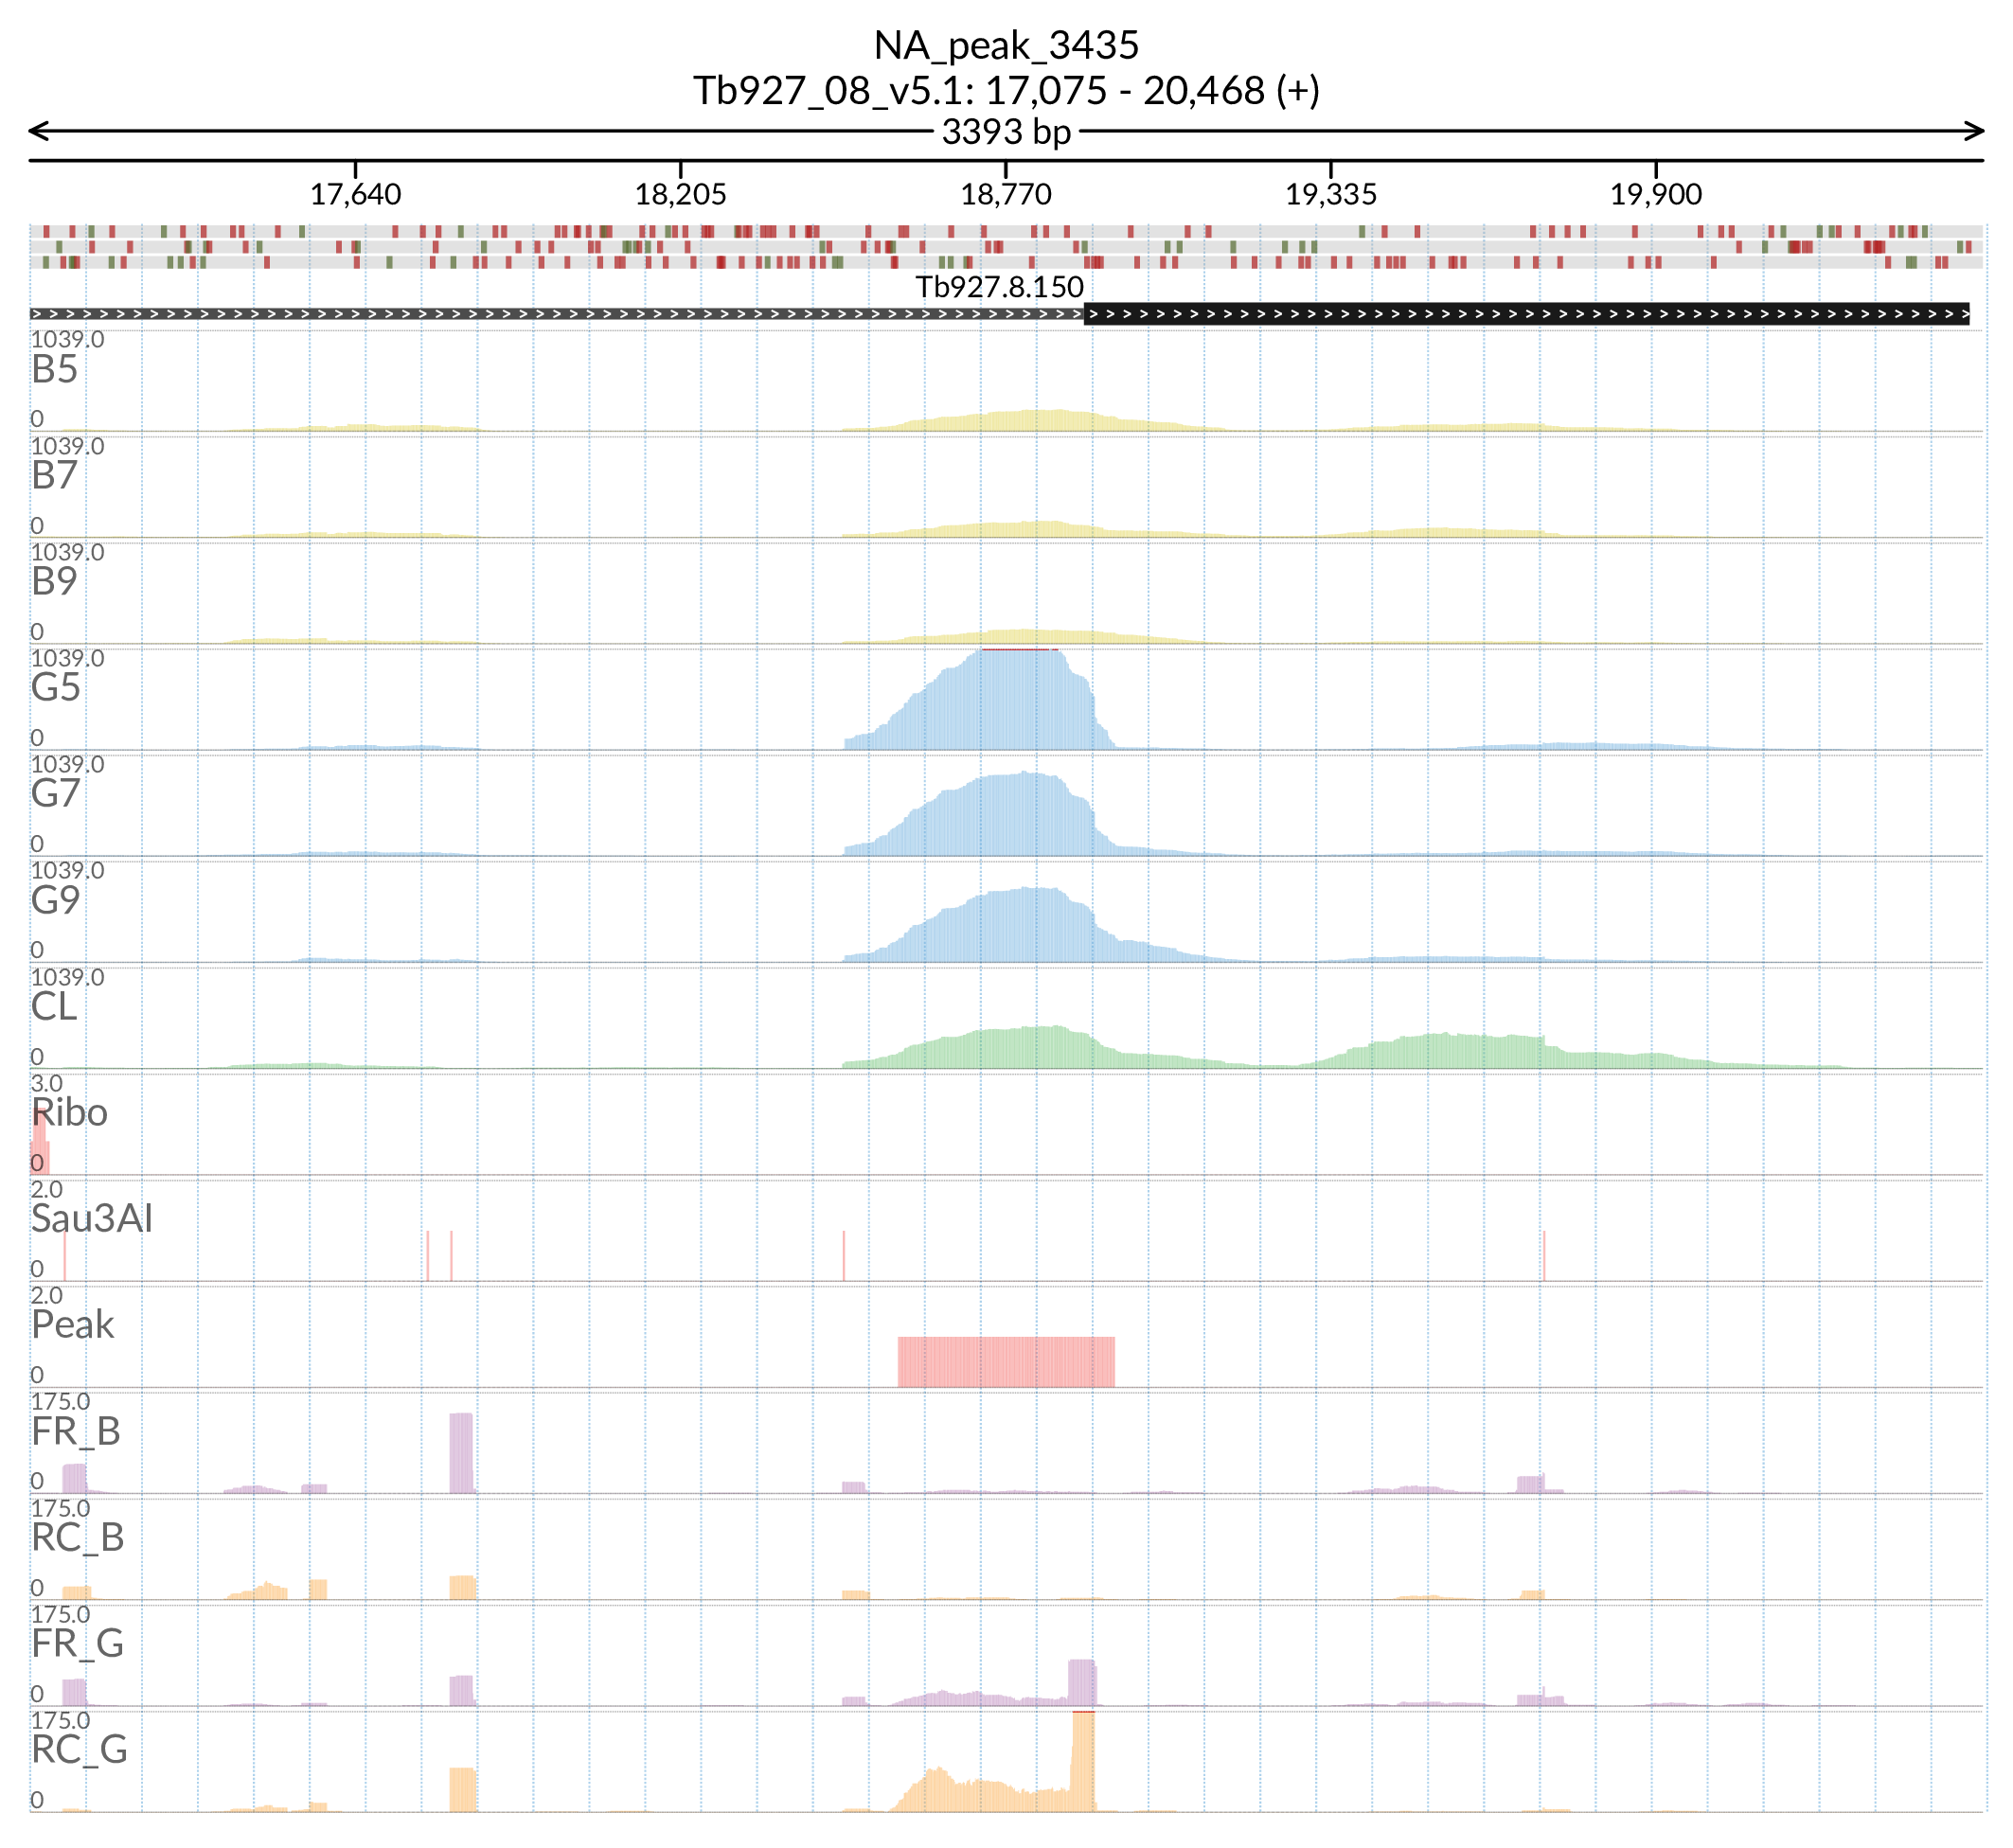 NA_peak_3435
Tb927_08_v5.1: 17,075 - 20,468 (+)
3393 bp
17,640 18,205 18,770 19,335 19,900
Tb927.8.150
1039.0
B5
0
1039.0
B7
0
1039.0
B9
0
1039.0
G5
0
1039.0
G7
0
1039.0
G9
0
1039.0
CL
0
3.0
Ribo
0
2.0
Sau3AI
0
2.0
Peak
0
175.0
FR_B
0
175.0
RC_B
0
175.0
FR_G
0
175.0
RC_G
0